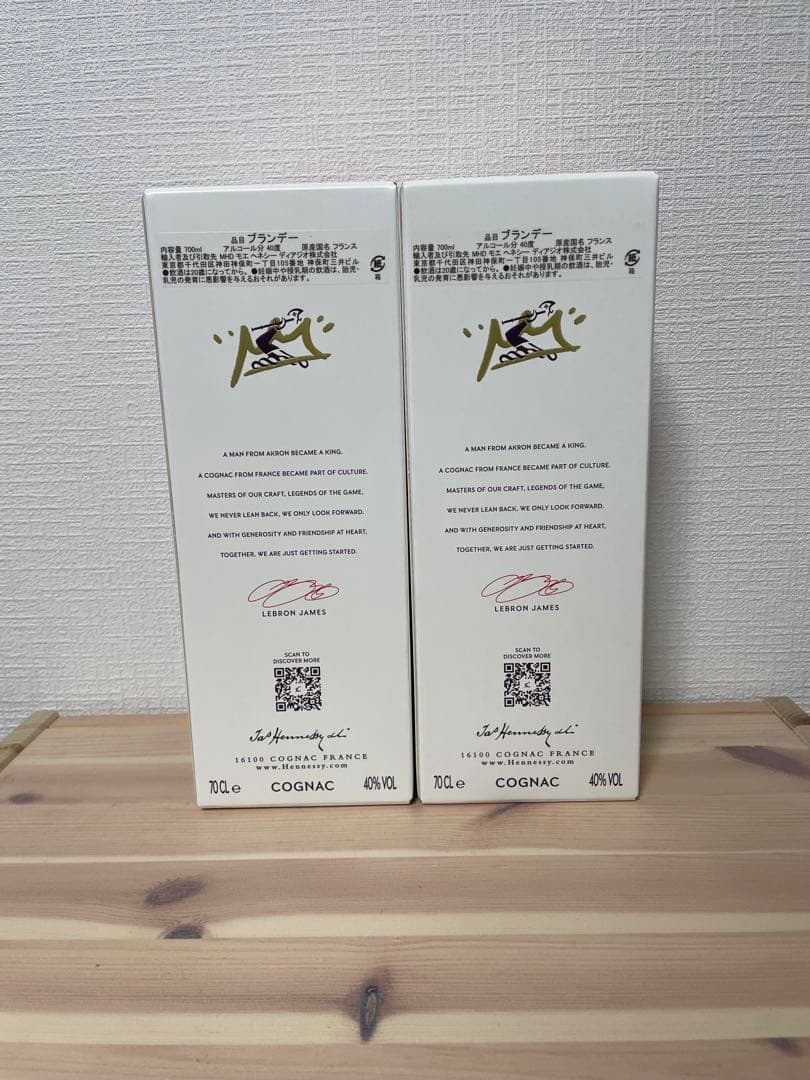 品目 ブランデー
内容量 700ml アルコール分 40度 原産国名 フランス
輸入者及び引取先 MHD モエ ヘネシー ディアジオ株式会社
東京都千代田区神田神保町一丁目105番地 神保町三井ビル
●飲酒は20歳になってから。●妊娠中や授乳期の飲酒は、胎児・
乳児の発育に悪影響を与えるおそれがあります。
紙
箱
A MAN FROM AKRON BECAME A KING.
A COGNAC FROM FRANCE BECAME PART OF CULTURE.
MASTERS OF OUR CRAFT, LEGENDS OF THE GAME,
WE NEVER LEAN BACK, WE ONLY LOOK FORWARD.
AND WITH GENEROSITY AND FRIENDSHIP AT HEART,
TOGETHER, WE ARE JUST GETTING STARTED.
LEBRON JAMES
SCAN TO
DISCOVER MORE
Jas Hennessy & Co
16100 COGNAC FRANCE
www.Hennessy.com
70 CL e COGNAC 40% VOL
品目 ブランデー
内容量 700ml アルコール分 40度 原産国名 フランス
輸入者及び引取先 MHD モエ ヘネシー ディアジオ株式会社
東京都千代田区神田神保町一丁目105番地 神保町三井ビル
●飲酒は20歳になってから。●妊娠中や授乳期の飲酒は、胎児・
乳児の発育に悪影響を与えるおそれがあります。
紙
箱
A MAN FROM AKRON BECAME A KING.
A COGNAC FROM FRANCE BECAME PART OF CULTURE.
MASTERS OF OUR CRAFT, LEGENDS OF THE GAME,
WE NEVER LEAN BACK, WE ONLY LOOK FORWARD.
AND WITH GENEROSITY AND FRIENDSHIP AT HEART,
TOGETHER, WE ARE JUST GETTING STARTED.
LEBRON JAMES
SCAN TO
DISCOVER MORE
Jas Hennessy & Co
16100 COGNAC FRANCE
www.Hennessy.com
70 CL e COGNAC 40% VOL